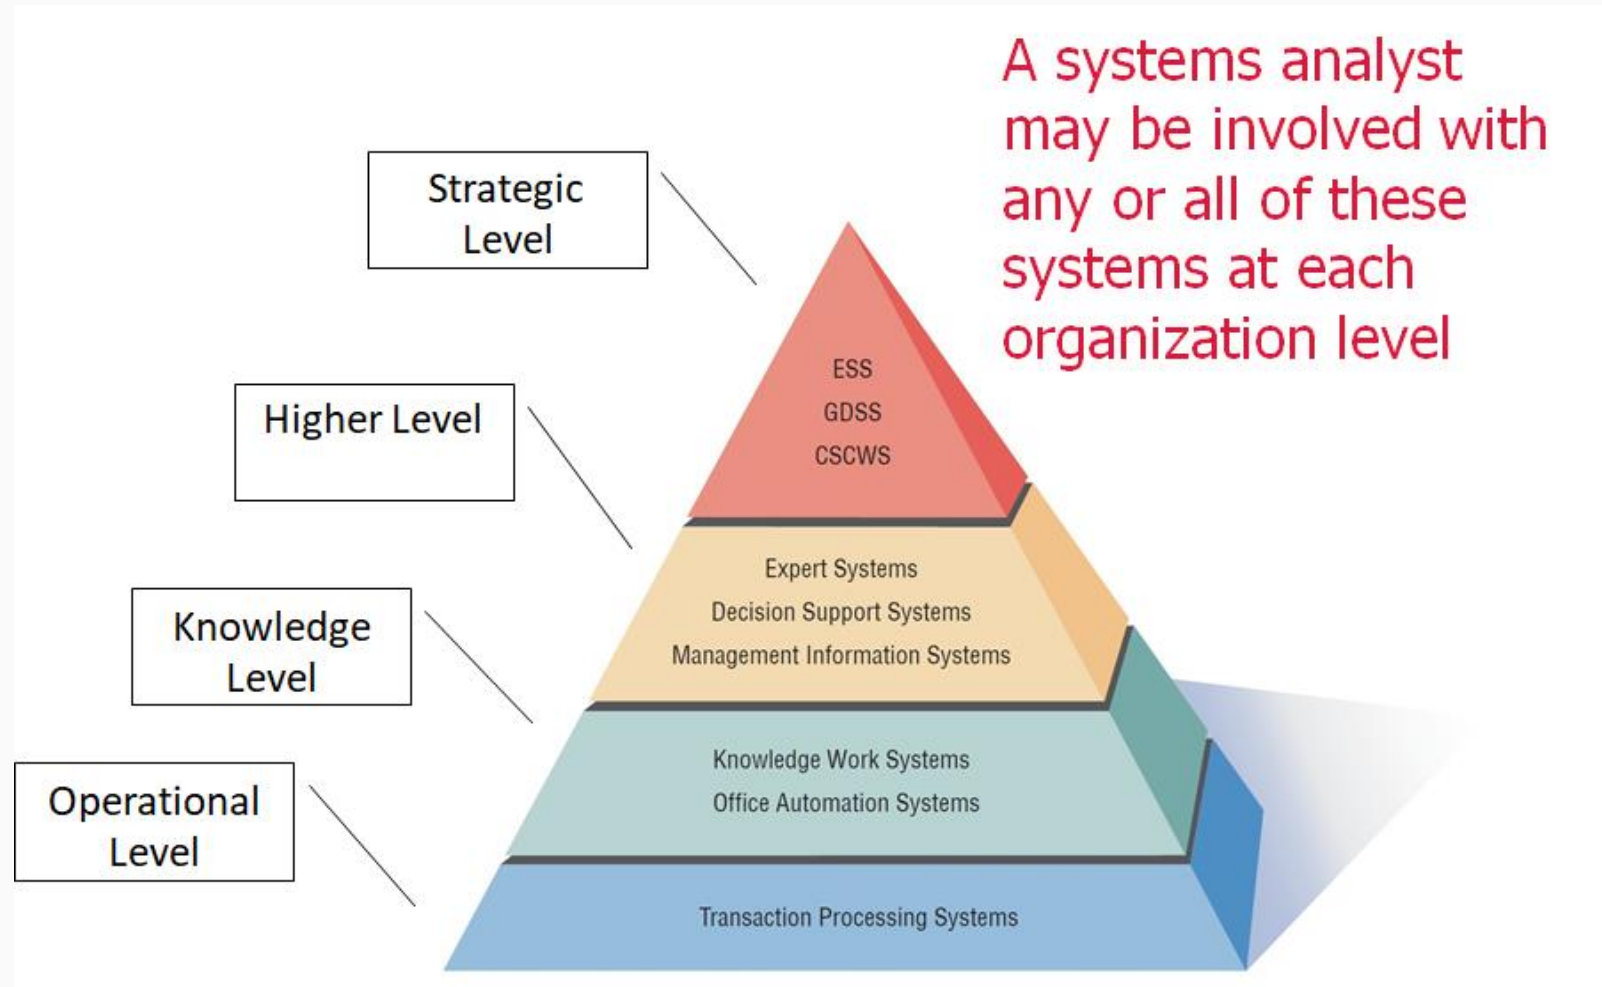 A systems analyst
may be involved with
any or all of these
systems at each
organization level
Strategic
Level
ESS
GDSS
CSCWS
Higher Level
Expert Systems
Decision Support Systems
Management Information Systems
Knowledge
Level
Knowledge Work Systems
Office Automation Systems
Operational
Level
Transaction Processing Systems